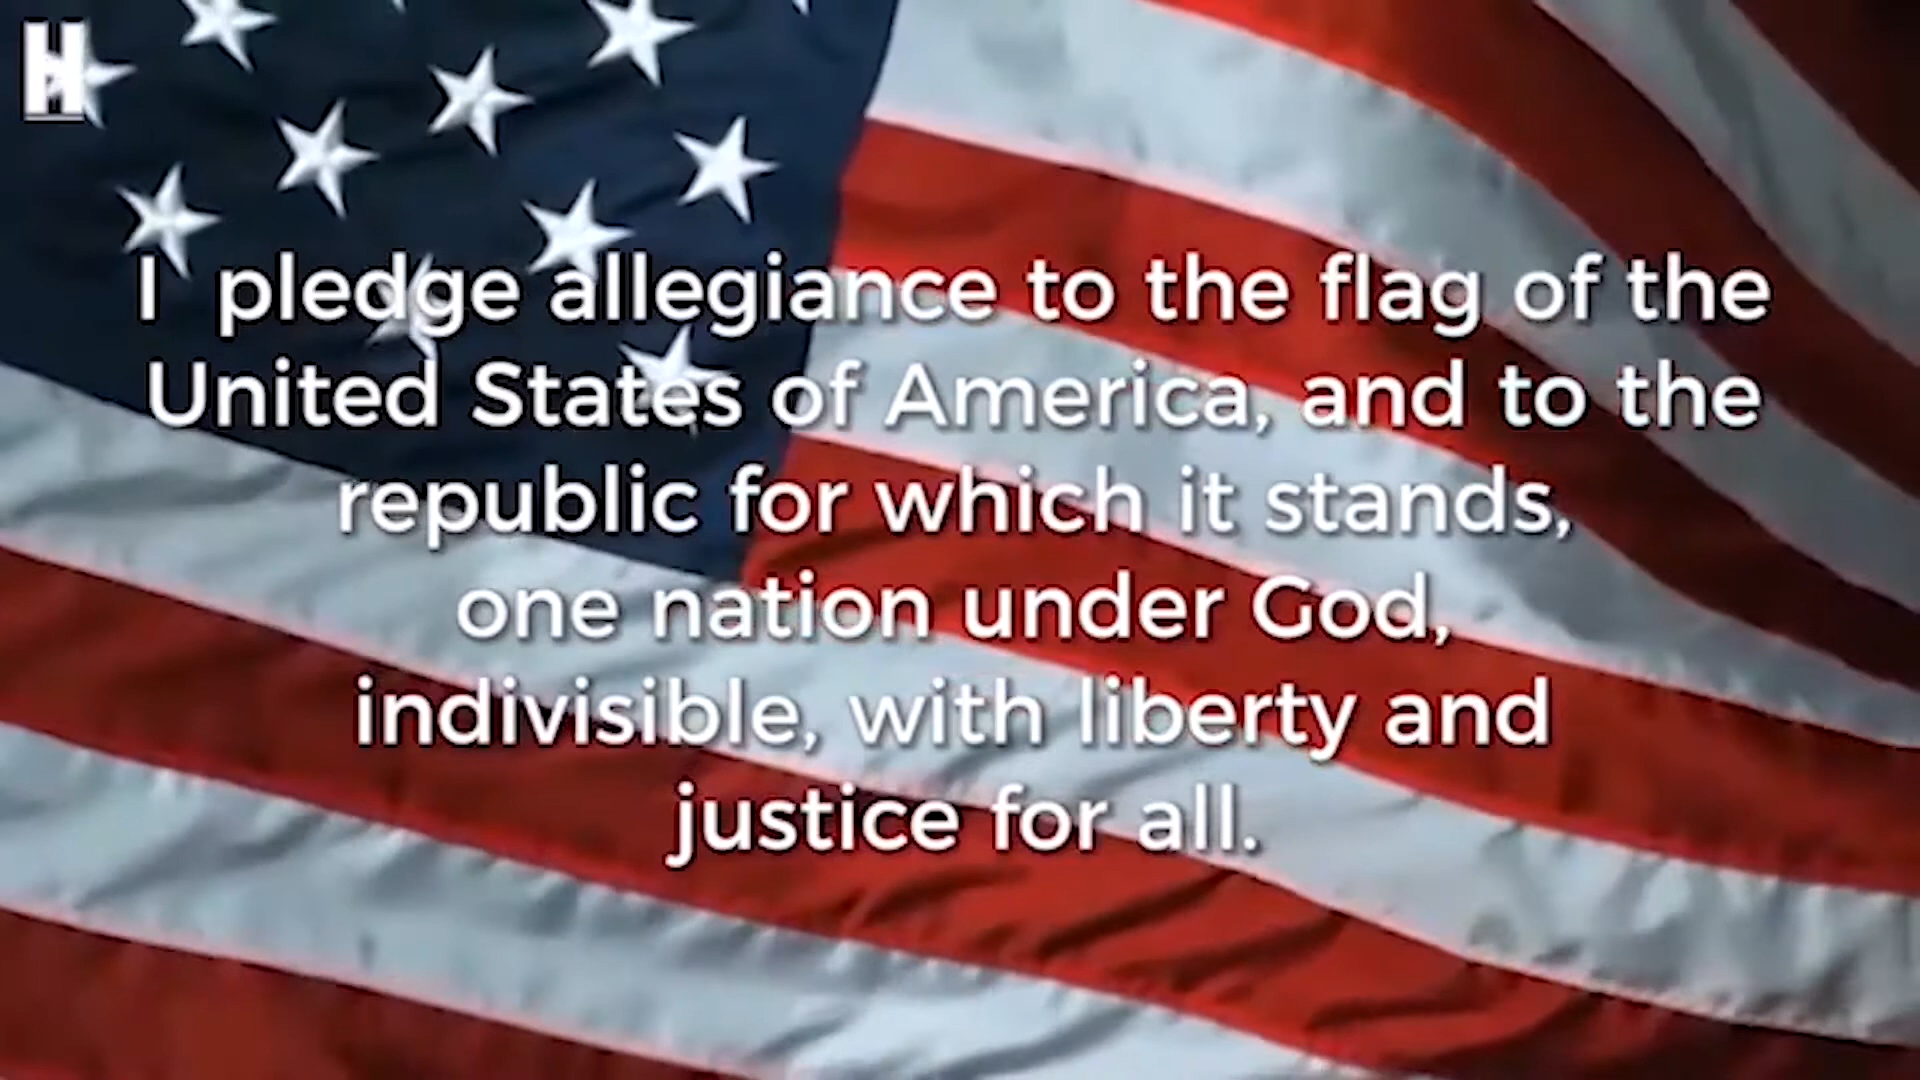 H
I pledge allegiance to the flag of the
United States of America, and to the
republic for which it stands,
one nation under God,
indivisible, with liberty and
justice for all.